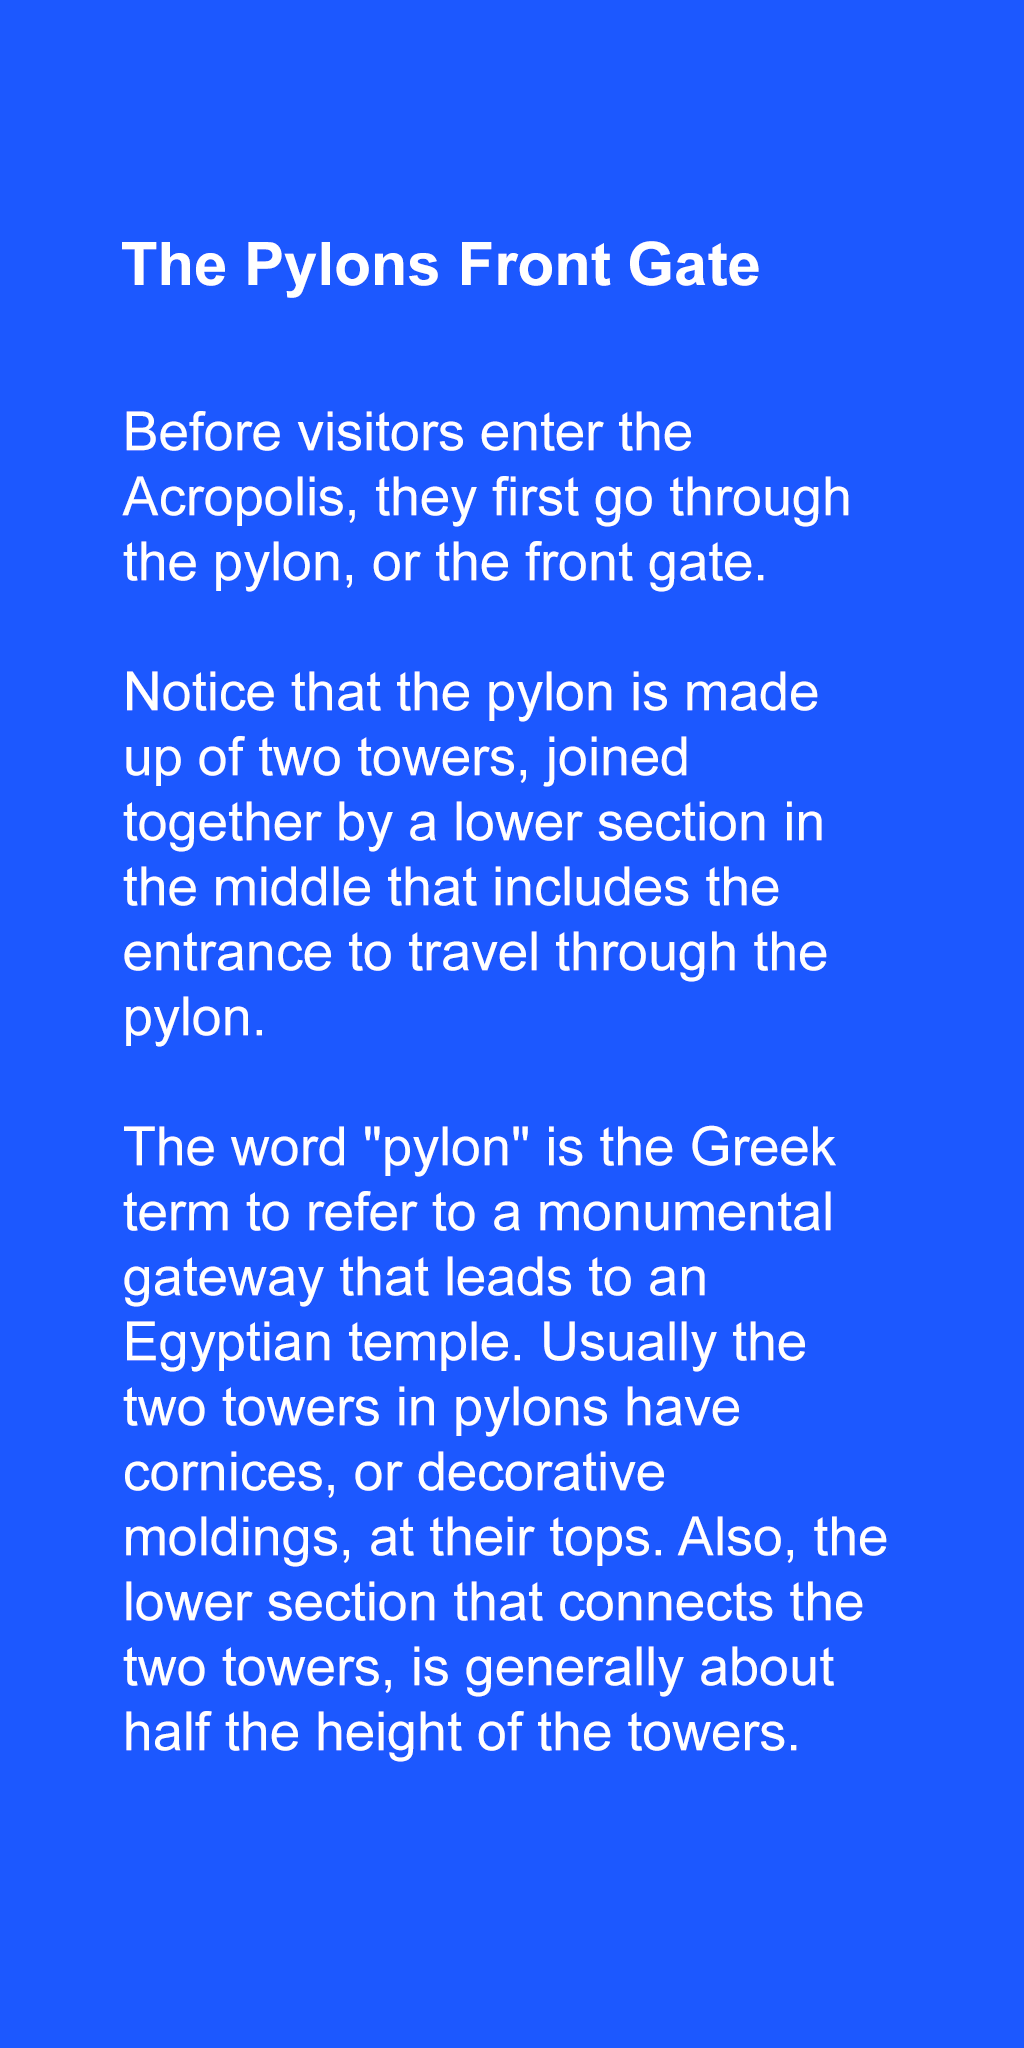 The Pylons Front Gate
Before visitors enter the
Acropolis, they first go through
the pylon, or the front gate.
Notice that the pylon is made
up of two towers, joined
together by a lower section in
the middle that includes the
entrance to travel through the
pylon.
The word "pylon" is the Greek
term to refer to a monumental
gateway that leads to an
Egyptian temple. Usually the
two towers in pylons have
cornices, or decorative
moldings, at their tops. Also, the
lower section that connects the
two towers, is generally about
half the height of the towers.